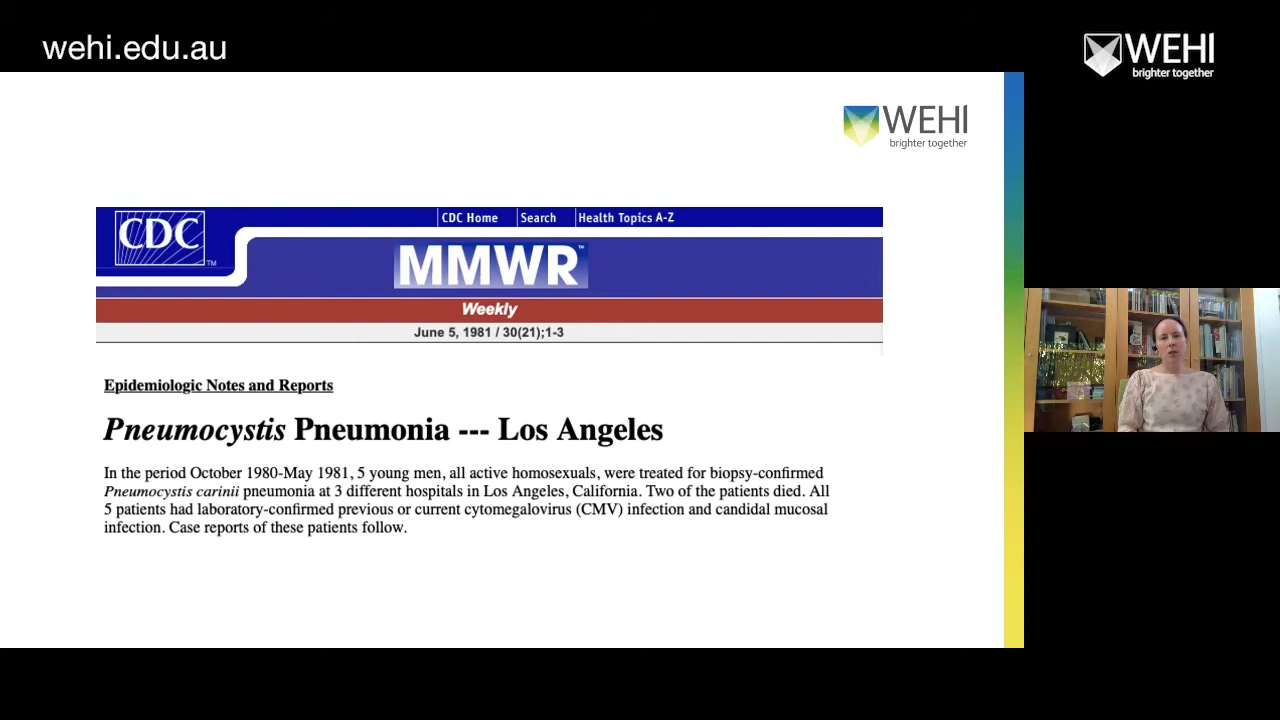 wehi.edu.au
WEHI
brighter together
WEHI
brighter together
CDC
TM
CDC Home
Search
Health Topics A-Z
MMWR™
Weekly
June 5, 1981 / 30(21);1-3
Epidemiologic Notes and Reports
Pneumocystis Pneumonia --- Los Angeles
In the period October 1980-May 1981, 5 young men, all active homosexuals, were treated for biopsy-confirmed
Pneumocystis carinii pneumonia at 3 different hospitals in Los Angeles, California. Two of the patients died. All
5 patients had laboratory-confirmed previous or current cytomegalovirus (CMV) infection and candidal mucosal
infection. Case reports of these patients follow.